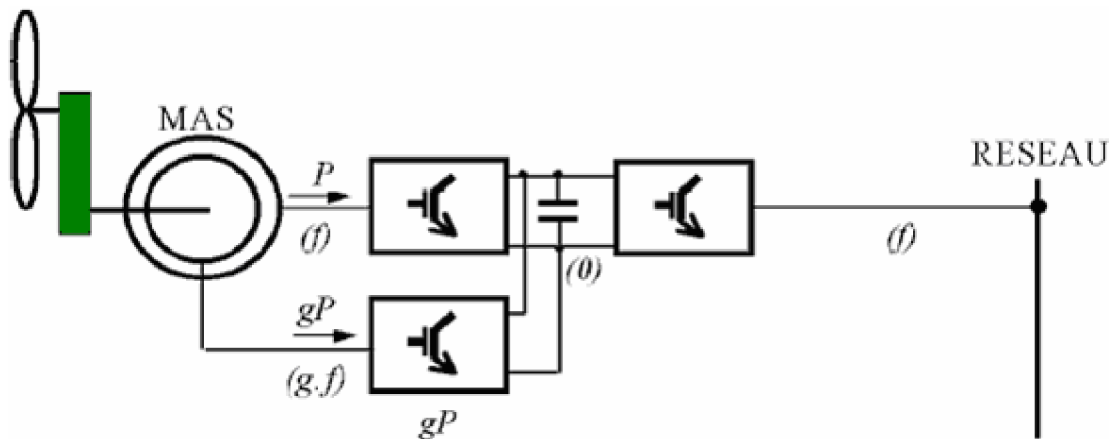 MAS
RESEAU
P
(f)
(f)
(0)
gP
(g.f)
gP